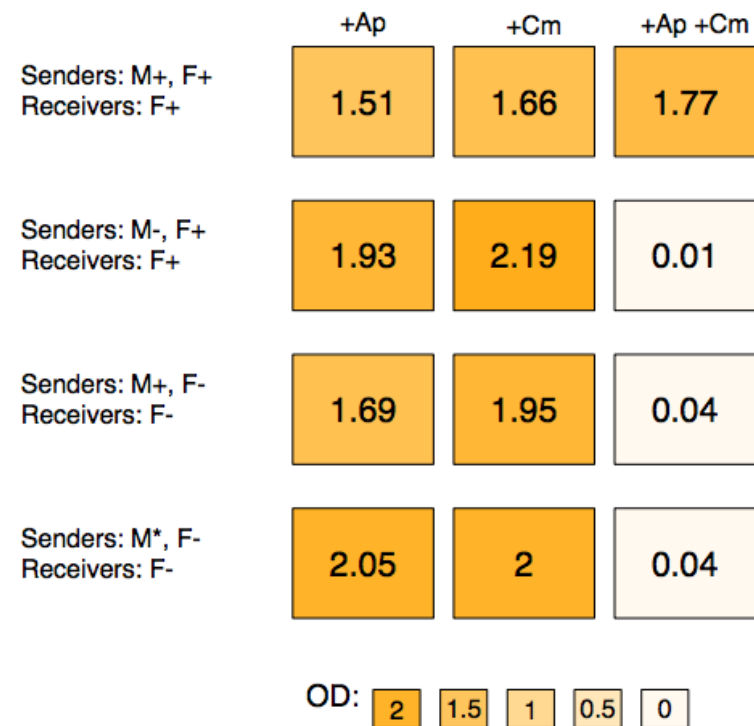 +Ap +Cm +Ap +Cm
Senders: M+, F+
Receivers: F+
1.51 1.66 1.77
Senders: M-, F+
Receivers: F+
1.93 2.19 0.01
Senders: M+, F-
Receivers: F-
1.69 1.95 0.04
Senders: M*, F-
Receivers: F-
2.05 2 0.04
OD: 2 1.5 1 0.5 0